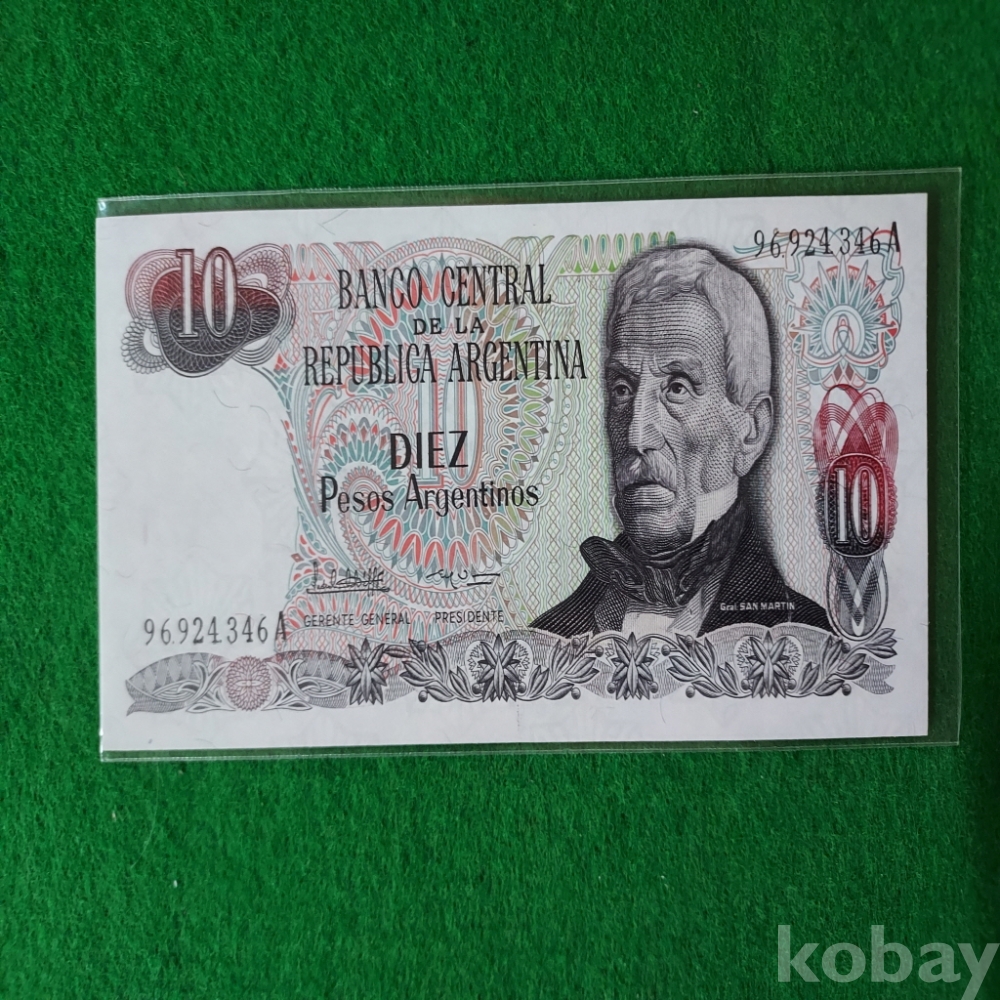 10
96.924.346A
BANCO CENTRAL
DE LA
REPUBLICA ARGENTINA
10
DIEZ
Pesos Argentinos
10
GERENTE GENERAL PRESIDENTE
Gral SAN MARTIN
96.924.346A
kobay